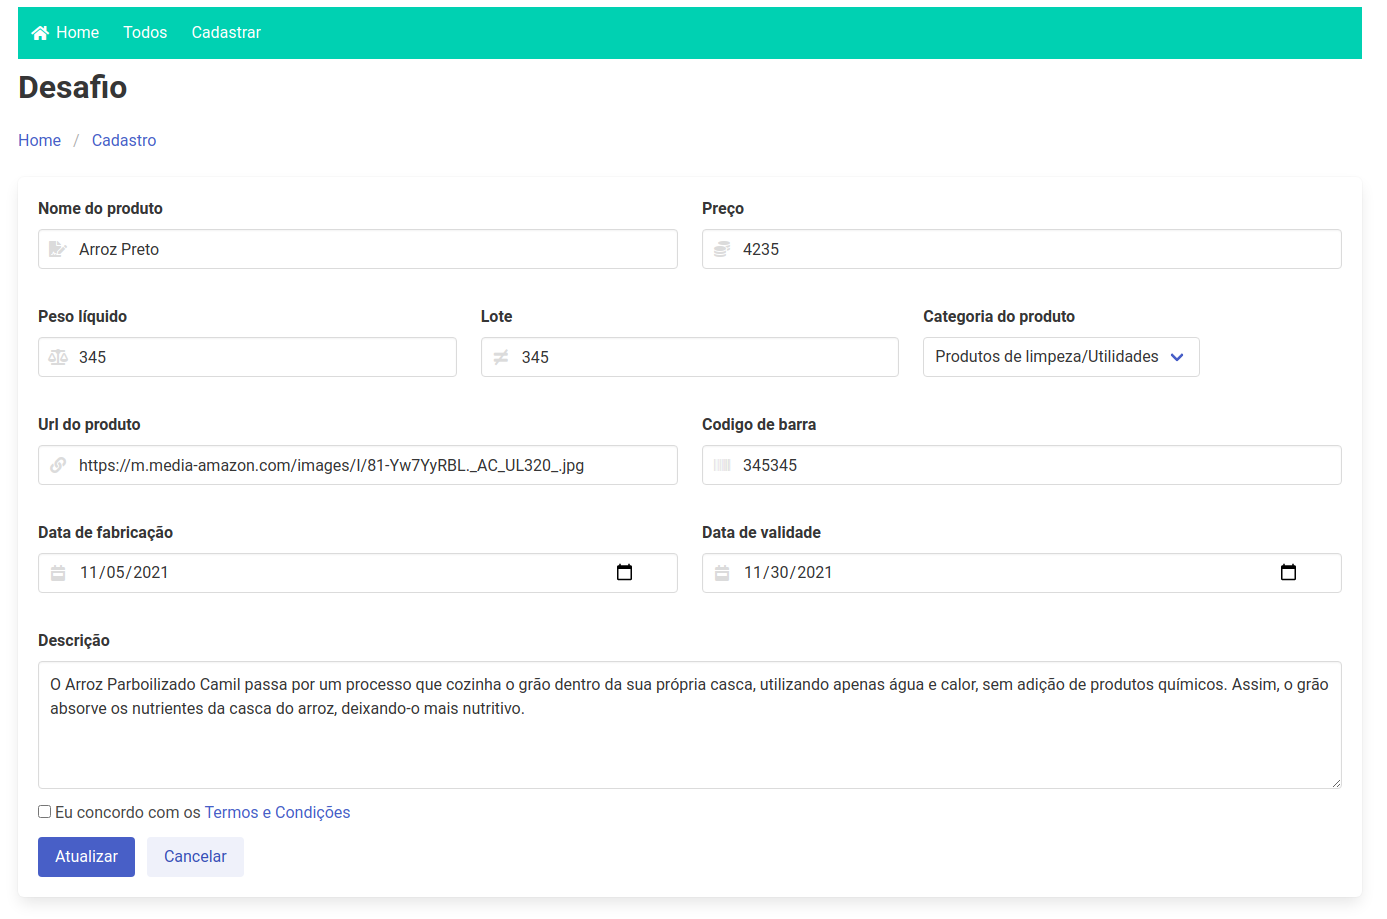 Home Todos Cadastrar
Desafio
Home / Cadastro
Nome do produto Preço
Arroz Preto 4235
Peso líquido Lote Categoria do produto
345 345 Produtos de limpeza/Utilidades
Url do produto Codigo de barra
https://m.media-amazon.com/images/I/81-Yw7YyRBL._AC_UL320_.jpg 345345
Data de fabricação Data de validade
11/05/2021 11/30/2021
Descrição
O Arroz Parboilizado Camil passa por um processo que cozinha o grão dentro da sua própria casca, utilizando apenas água e calor, sem adição de produtos químicos. Assim, o grão
absorve os nutrientes da casca do arroz, deixando-o mais nutritivo.
Eu concordo com os Termos e Condições
Atualizar Cancelar